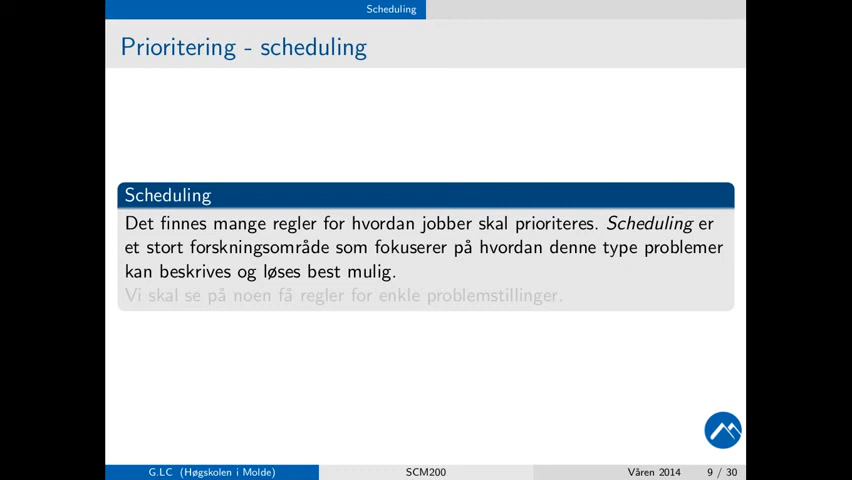 Scheduling
Prioritering - scheduling
Scheduling
Det finnes mange regler for hvordan jobber skal prioriteres. Scheduling er
et stort forskningsområde som fokuserer på hvordan denne type problemer
kan beskrives og løses best mulig.
Vi skal se på noen få regler for enkle problemstillinger.
G.LC (Høgskolen i Molde) SCM200 Våren 2014 9 / 30